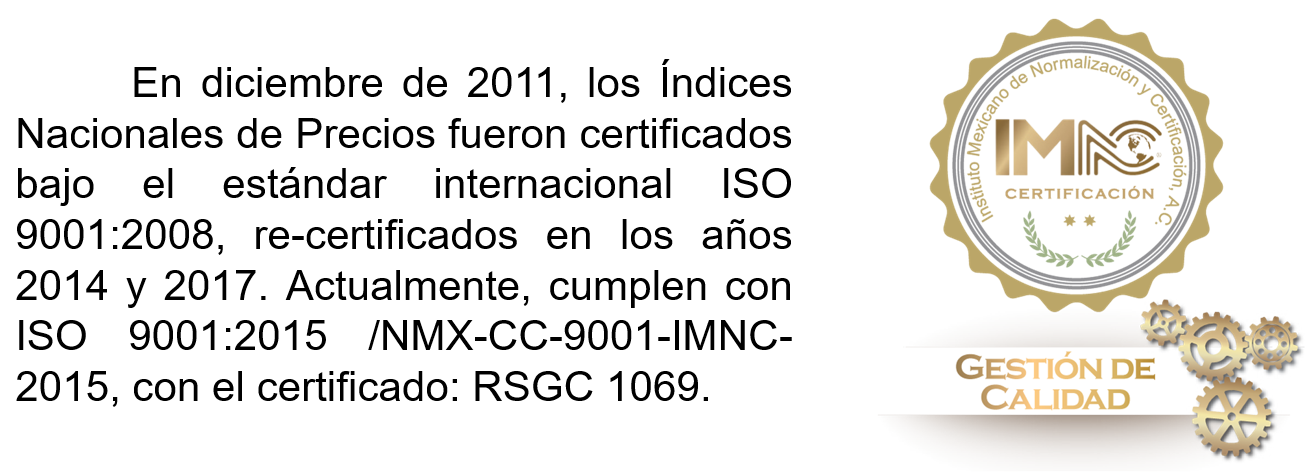 En diciembre de 2011, los Índices
Nacionales de Precios fueron certificados
bajo el estándar internacional ISO
9001:2008, re-certificados en los años
2014 y 2017. Actualmente, cumplen con
ISO 9001:2015 /NMX-CC-9001-IMNC-
2015, con el certificado: RSGC 1069.
Instituto Mexicano de Normalización y Certificación, A.C.
IMNC
CERTIFICACIÓN
GESTIÓN DE
CALIDAD